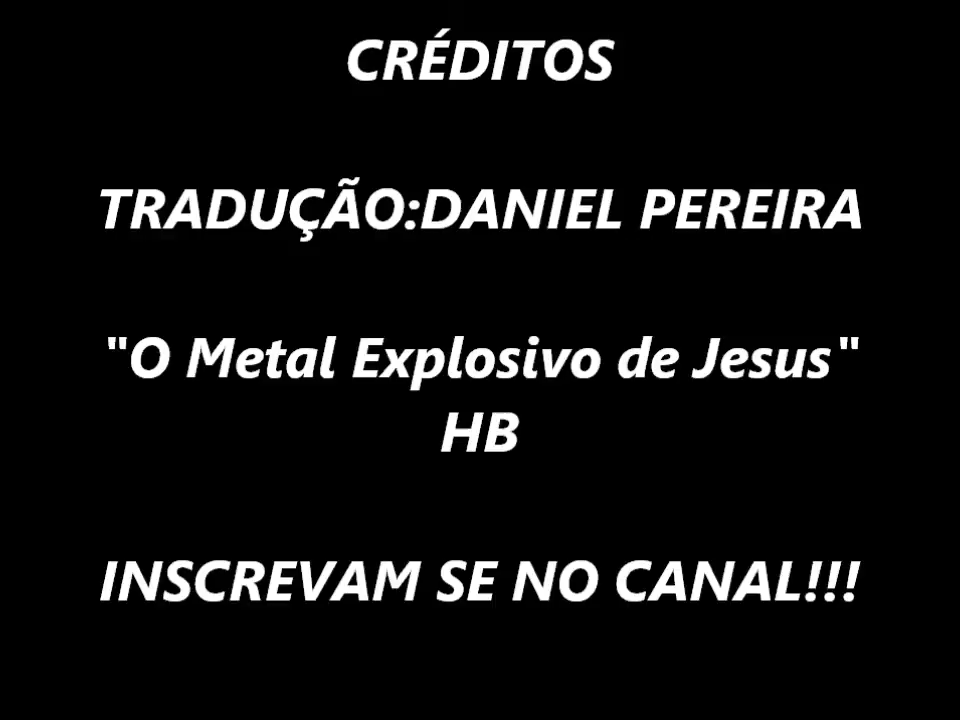 CRÉDITOS
TRADUÇÃO:DANIEL PEREIRA
"O Metal Explosivo de Jesus"
HB
INSCREVAM SE NO CANAL!!!